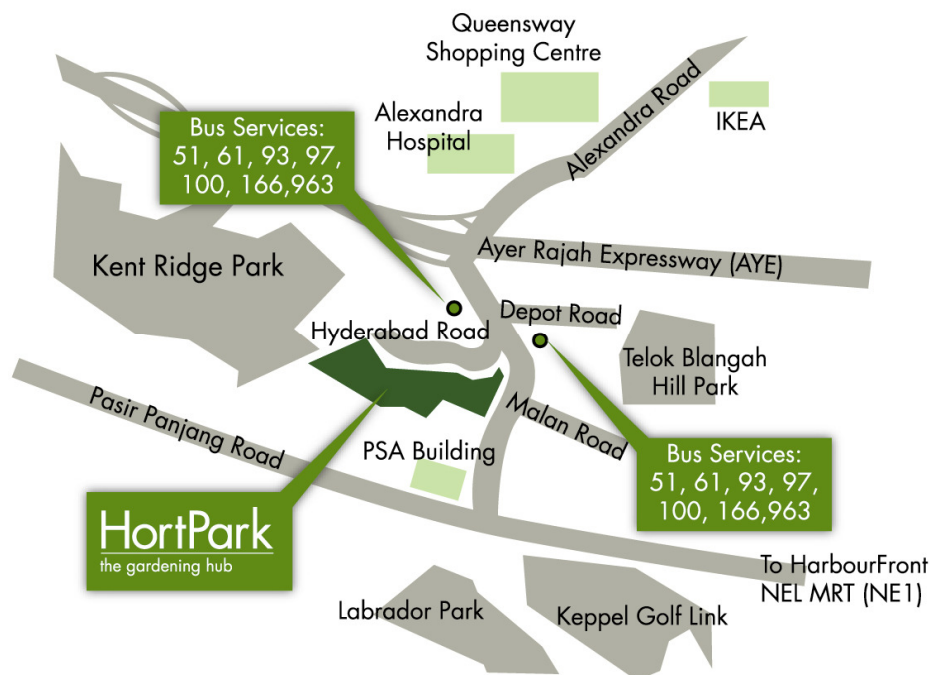 Queensway
Shopping Centre
Alexandra
Hospital
Alexandra Road
IKEA
Bus Services:
51, 61, 93, 97,
100, 166,963
Kent Ridge Park
Ayer Rajah Expressway (AYE)
Depot Road
Hyderabad Road
Telok Blangah
Hill Park
Pasir Panjang Road
Malan Road
PSA Building
Bus Services:
51, 61, 93, 97,
100, 166,963
HortPark
the gardening hub
To HarbourFront
NEL MRT (NE1)
Labrador Park
Keppel Golf Link